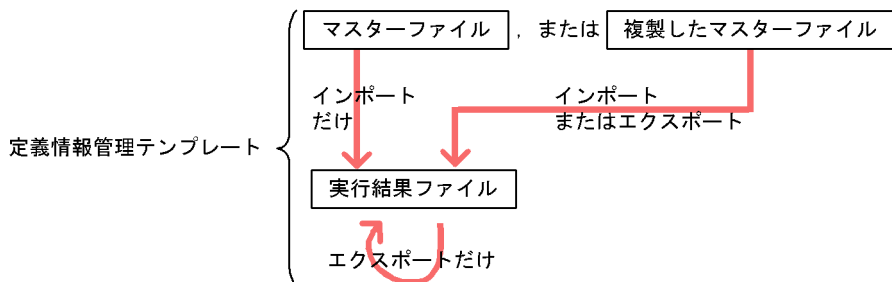 マスターファイル ，または 複製したマスターファイル
インポート
だけ
インポート
またはエクスポート
定義情報管理テンプレート
実行結果ファイル
エクスポートだけ